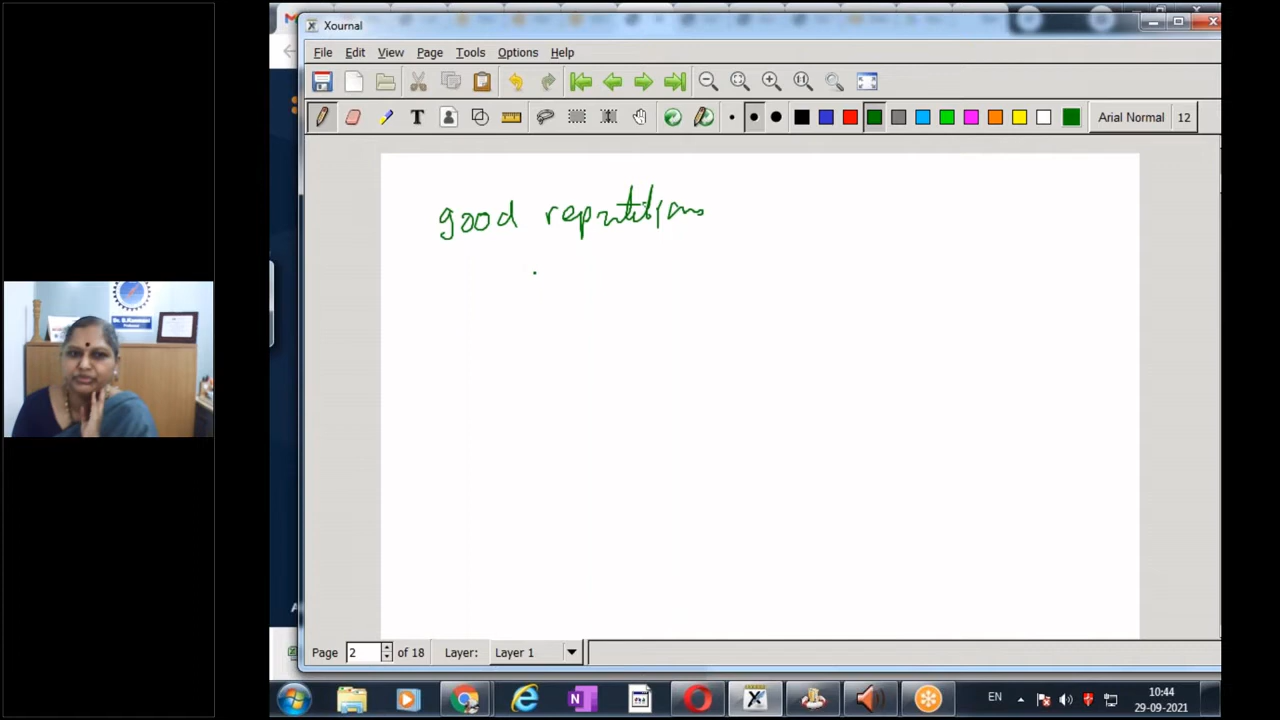 Xournal
File Edit View Page Tools Options Help
T Arial Normal 12
good reputations
Page 2 of 18 Layer: Layer 1
EN 10:44
29-09-2021